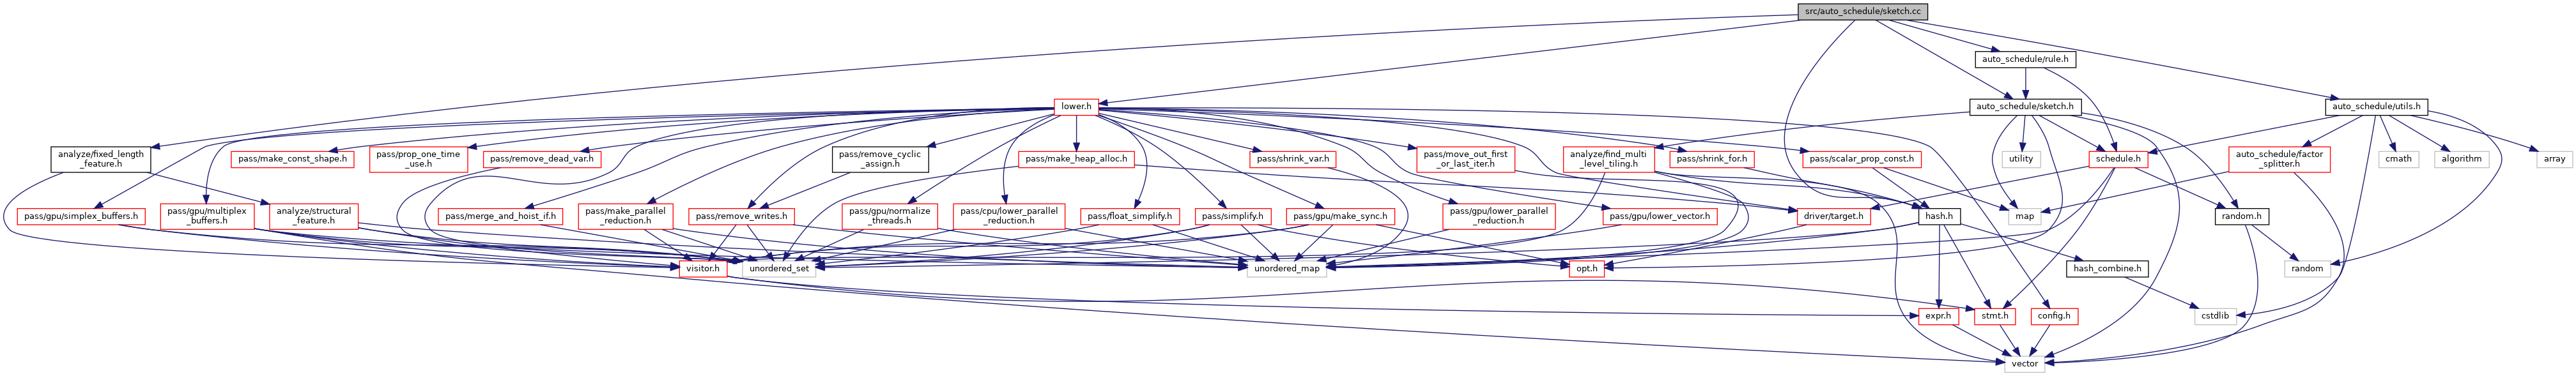 src/auto_schedule/sketch.cc
auto_schedule/rule.h
lower.h
auto_schedule/sketch.h
auto_schedule/utils.h
analyze/fixed_length
_feature.h
pass/make_const_shape.h
pass/prop_one_time
_use.h
pass/remove_dead_var.h
pass/remove_cyclic
_assign.h
pass/make_heap_alloc.h
pass/shrink_var.h
pass/move_out_first
_or_last_iter.h
analyze/find_multi
_level_tiling.h
pass/shrink_for.h
pass/scalar_prop_const.h
utility
schedule.h
auto_schedule/factor
_splitter.h
cmath
algorithm
array
pass/gpu/simplex_buffers.h
pass/gpu/multiplex
_buffers.h
analyze/structural
_feature.h
pass/merge_and_hoist_if.h
pass/make_parallel
_reduction.h
pass/remove_writes.h
pass/gpu/normalize
_threads.h
pass/cpu/lower_parallel
_reduction.h
pass/float_simplify.h
pass/simplify.h
pass/gpu/make_sync.h
pass/gpu/lower_parallel
_reduction.h
pass/gpu/lower_vector.h
driver/target.h
hash.h
map
random.h
visitor.h
unordered_set
unordered_map
opt.h
hash_combine.h
random
expr.h
stmt.h
config.h
cstdlib
vector